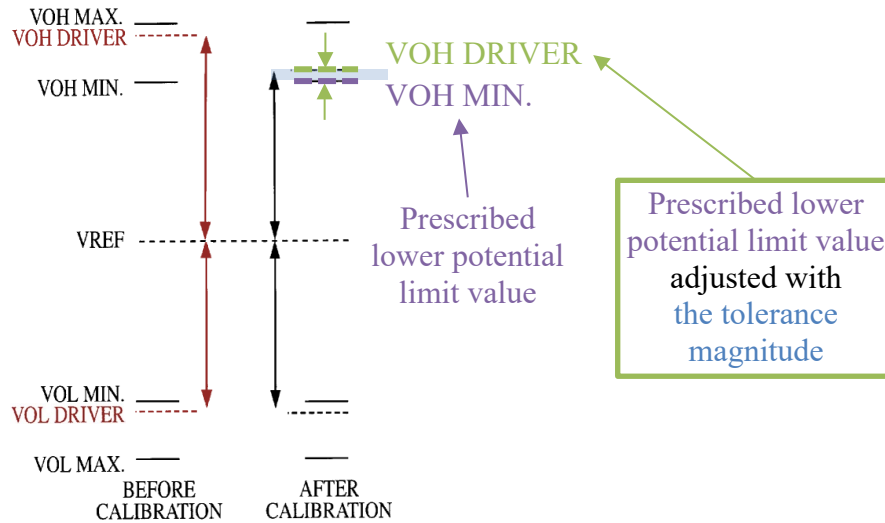 VOH MAX.
VOH DRIVER
VOH MIN.
VREF
VOL MIN.
VOL DRIVER
VOL MAX.
BEFORE
CALIBRATION
AFTER
CALIBRATION
VOH DRIVER
VOH MIN.
Prescribed
lower potential
limit value
Prescribed lower
potential limit value
adjusted with
the tolerance
magnitude